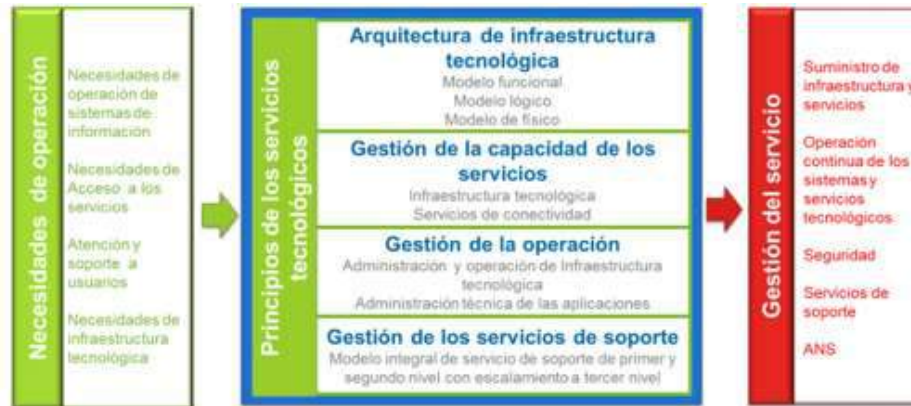 Necesidades de operación
Necesidades de
operación de
sistemas de
información
Necesidades de
Acceso a los
servicios
Atención y
soporte a
usuarios
Necesidades de
infraestructura
tecnológica
Principios de los servicios
tecnológicos
Arquitectura de infraestructura
tecnológica
Modelo funcional
Modelo lógico
Modelo de físico
Gestión de la capacidad de los
servicios
Infraestructura tecnológica
Servicios de conectividad
Gestión de la operación
Administración y operación de Infraestructura
tecnológica
Administración técnica de las aplicaciones
Gestión de los servicios de soporte
Modelo integral de servicio de soporte de primer y
segundo nivel con escalamiento a tercer nivel
Gestión del servicio
Suministro de
infraestructura y
servicios
Operación
continua de los
sistemas y
servicios
tecnológicos
Seguridad
Servicios de
soporte
ANS